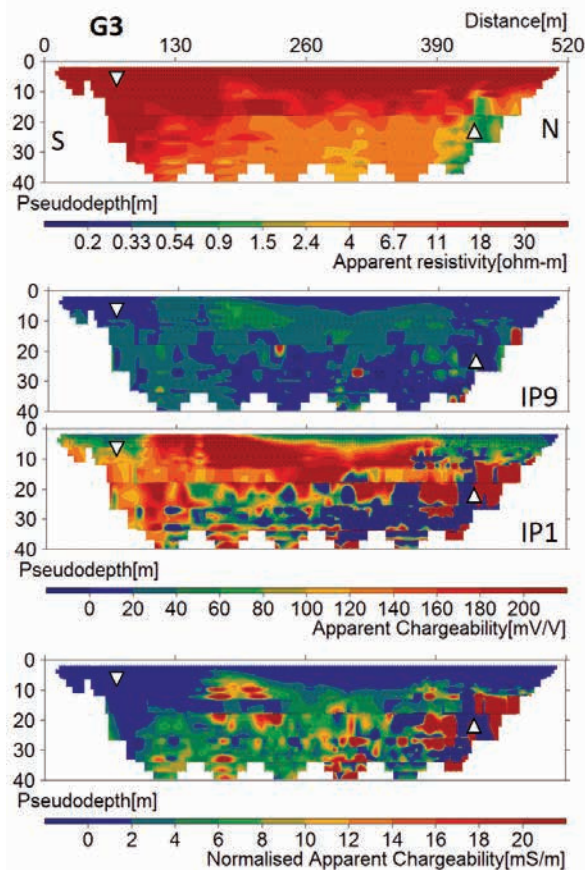 G3 Distance[m]
0 130 260 390 520
0
10
20
30
40
S N
Pseudodepth[m]
0.2 0.33 0.54 0.9 1.5 2.4 4 6.7 11 18 30
Apparent resistivity[ohm-m]
0
10
20
30
40
IP9
0
10
20
30
40
IP1
Pseudodepth[m]
0 20 40 60 80 100 120 140 160 180 200
Apparent Chargeability[mV/V]
0
10
20
30
40
Pseudodepth[m]
0 2 4 6 8 10 12 14 16 18 20
Normalised Apparent Chargeability[mS/m]